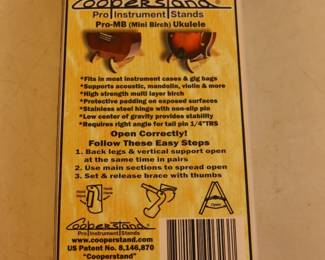 Cooperstand®
Pro Instrument Stands
Pro-MB (Mini Birch) Ukulele
*Fits in most instrument cases & gig bags
*Supports acoustic, mandolin, violin & more
*High strength multi layer birch
*Protective padding on exposed surfaces
*Stainless steel hinge with non-slip pin
*Low center of gravity provides stability
*Requires right angle for tail pin 1/4"TRS
Open Correctly!
Follow These Easy Steps
1. Back legs & vertical support open
at the same time in pairs
2. Use main sections to spread open
3. Set & release brace with thumbs
Cooperstand®
Pro Instrument Stands
www.cooperstand.com
US Patent No. 8,146,870
"Cooperstand"